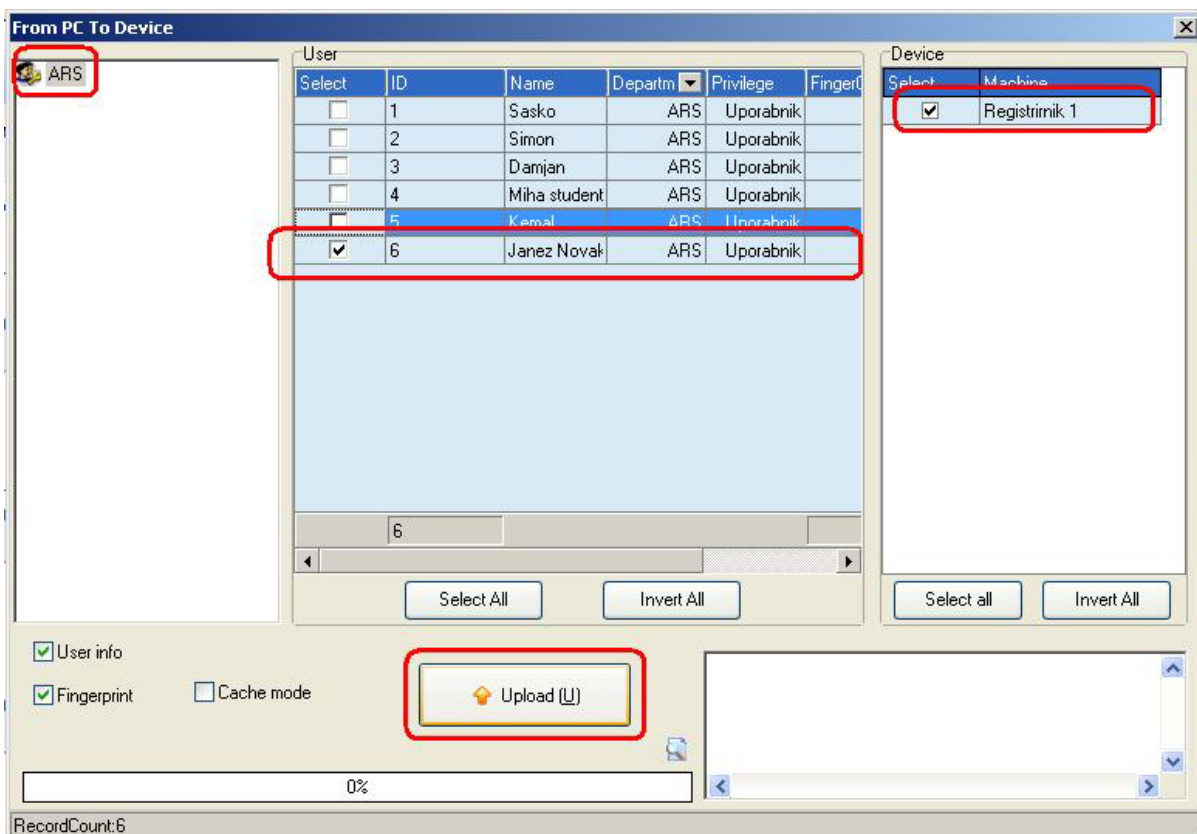 From PC To Device
ARS
User
Select ID Name Departm Privilege Finger
1 Sasko ARS Uporabnik
2 Simon ARS Uporabnik
3 Damjan ARS Uporabnik
4 Miha student ARS Uporabnik
5 Kemal ARS Uporabnik
6 Janez Novak ARS Uporabnik
6
Select All Invert All
Device
Select Machine
Registrirnik 1
Select all Invert All
User info
Fingerprint Cache mode Upload (U)
0%
RecordCount:6